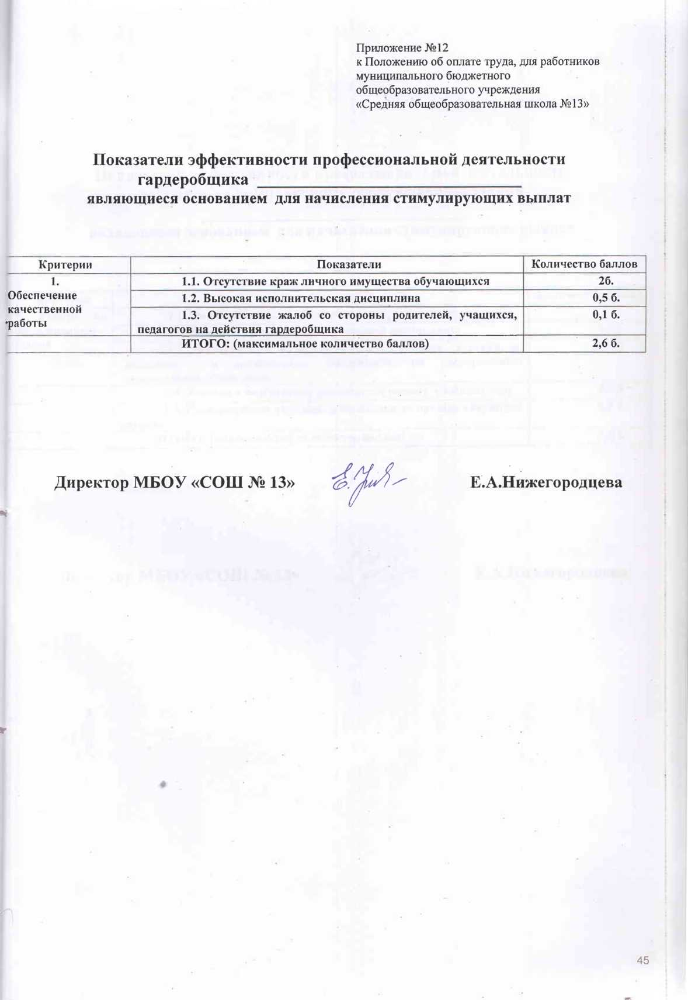 Приложение №12
к Положению об оплате труда, для работников
муниципального бюджетного
общеобразовательного учреждения
«Средняя общеобразовательная школа №13»
Показатели эффективности профессиональной деятельности
гардеробщика ________________________________
являющиеся основанием для начисления стимулирующих выплат
Критерии Показатели Количество баллов
1.
Обеспечение
качественной
работы
1.1. Отсутствие краж личного имущества обучающихся 2б.
1.2. Высокая исполнительская дисциплина 0,5 б.
1.3. Отсутствие жалоб со стороны родителей, учащихся, 0,1 б.
педагогов на действия гардеробщика
ИТОГО: (максимальное количество баллов) 2,6 б.
Директор МБОУ «СОШ № 13» Е.А.Нижегородцева
45